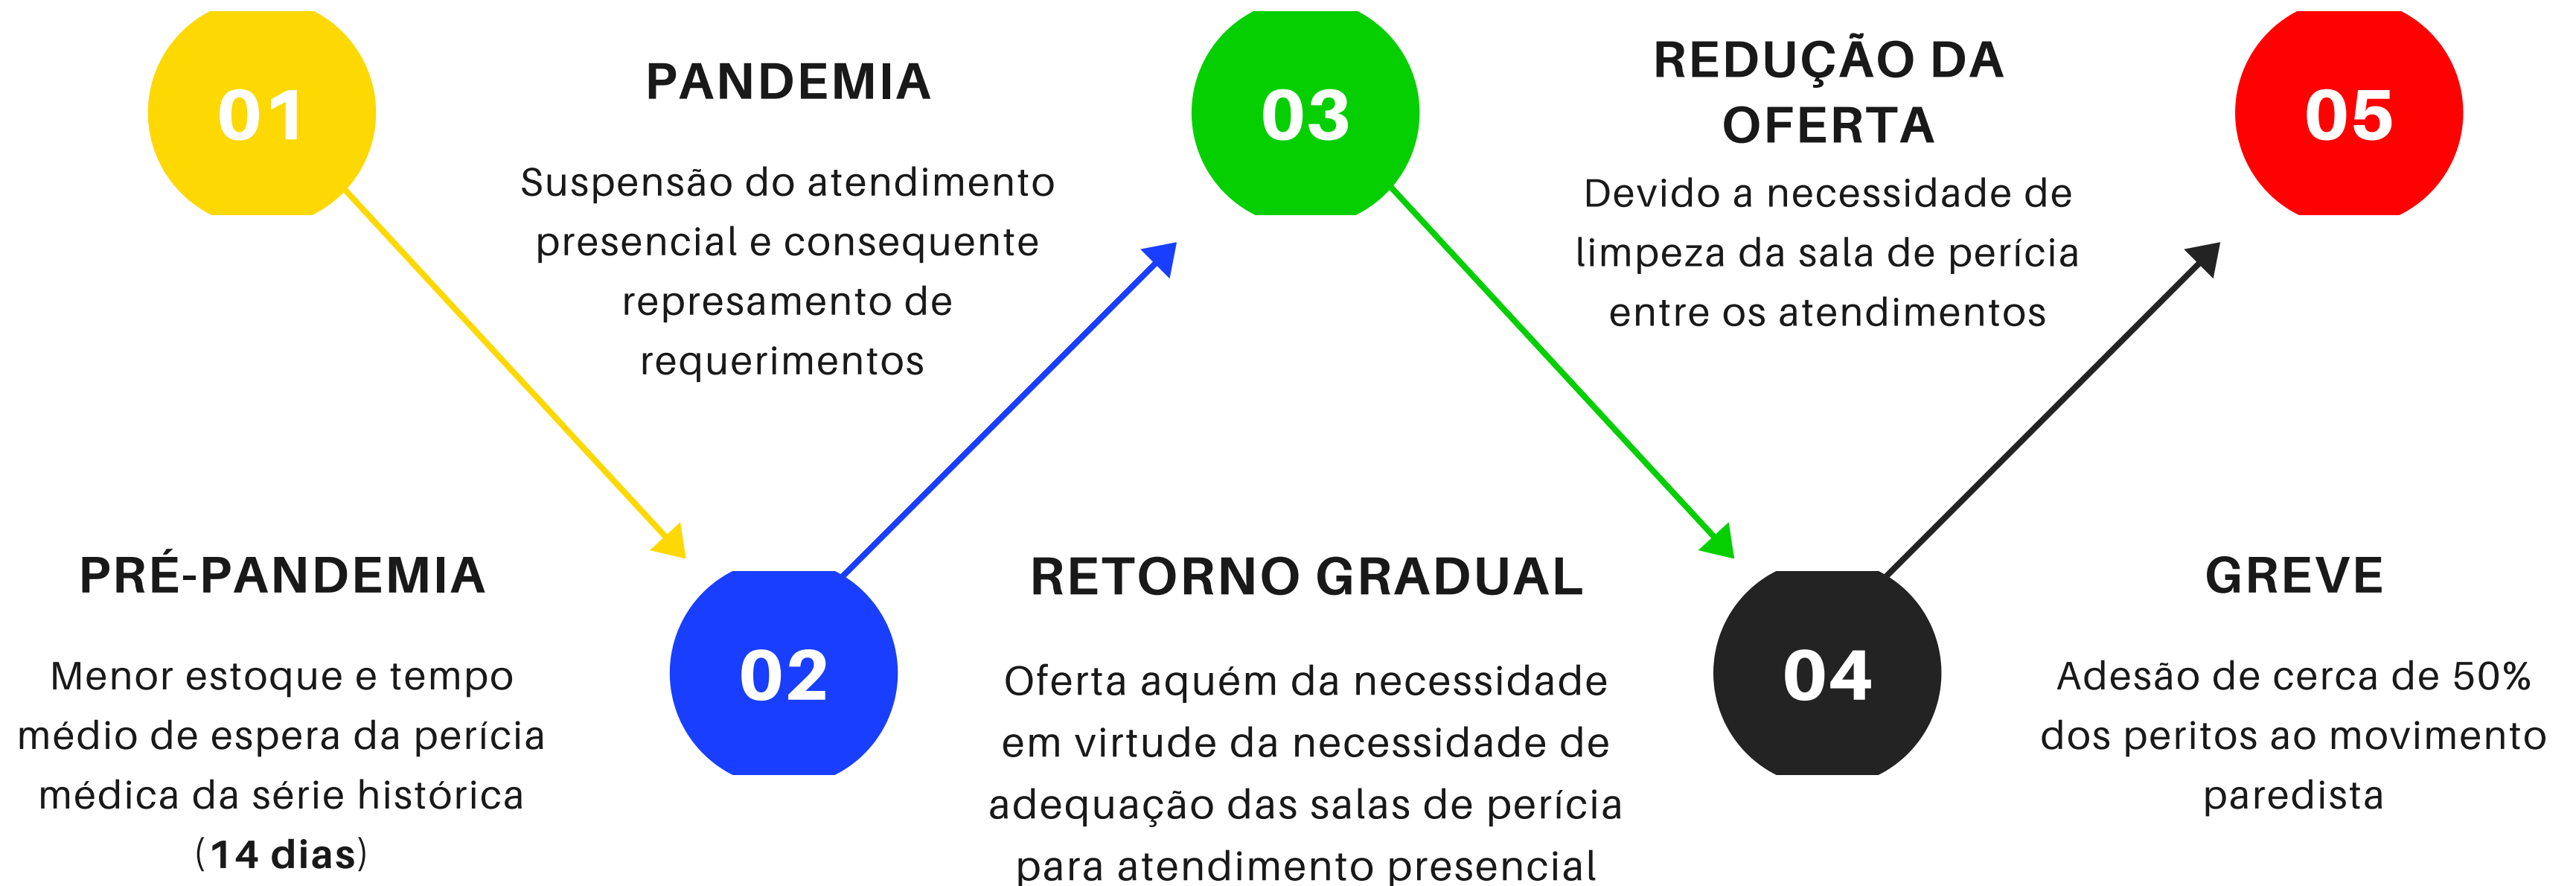 01
PRÉ-PANDEMIA
Menor estoque e tempo
médio de espera da perícia
médica da série histórica
(14 dias)
02
PANDEMIA
Suspensão do atendimento
presencial e consequente
represamento de
requerimentos
03
RETORNO GRADUAL
Oferta aquém da necessidade
em virtude da necessidade de
adequação das salas de perícia
para atendimento presencial
04
REDUÇÃO DA
OFERTA
Devido a necessidade de
limpeza da sala de perícia
entre os atendimentos
05
GREVE
Adesão de cerca de 50%
dos peritos ao movimento
paredista